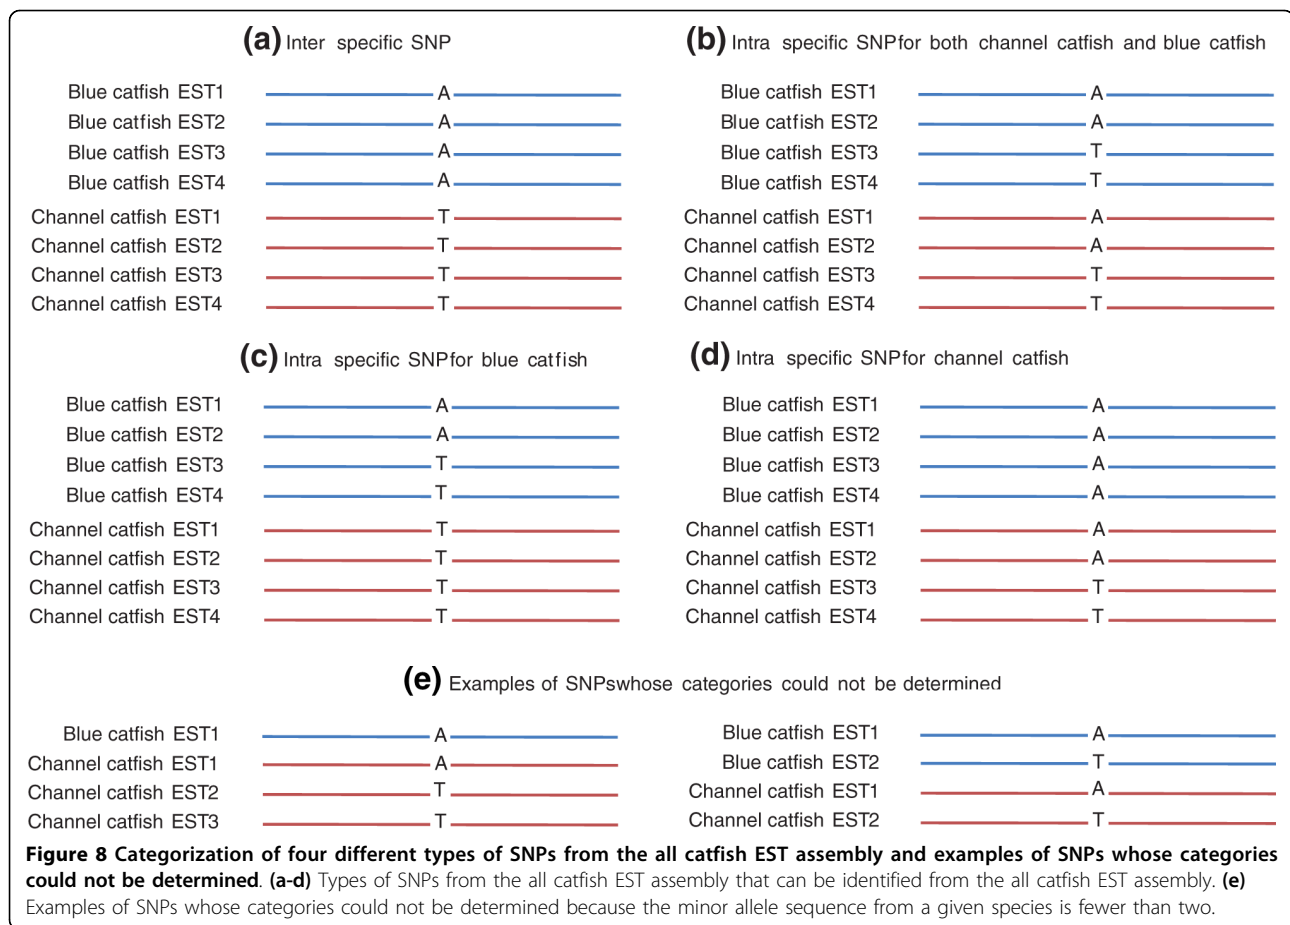 (a) Inter specific SNP
Blue catfish EST1 A
Blue catfish EST2 A
Blue catfish EST3 A
Blue catfish EST4 A
Channel catfish EST1 T
Channel catfish EST2 T
Channel catfish EST3 T
Channel catfish EST4 T
(b) Intra specific SNPfor both channel catfish and blue catfish
Blue catfish EST1 A
Blue catfish EST2 A
Blue catfish EST3 T
Blue catfish EST4 T
Channel catfish EST1 A
Channel catfish EST2 A
Channel catfish EST3 T
Channel catfish EST4 T
(c) Intra specific SNPfor blue catfish
Blue catfish EST1 A
Blue catfish EST2 A
Blue catfish EST3 T
Blue catfish EST4 T
Channel catfish EST1 T
Channel catfish EST2 T
Channel catfish EST3 T
Channel catfish EST4 T
(d) Intra specific SNPfor channel catfish
Blue catfish EST1 A
Blue catfish EST2 A
Blue catfish EST3 A
Blue catfish EST4 A
Channel catfish EST1 A
Channel catfish EST2 A
Channel catfish EST3 T
Channel catfish EST4 T
(e) Examples of SNPswhose categories could not be determined
Blue catfish EST1 A
Channel catfish EST1 A
Channel catfish EST2 T
Channel catfish EST3 T
Blue catfish EST1 A
Blue catfish EST2 T
Channel catfish EST1 A
Channel catfish EST2 T
Figure 8 Categorization of four different types of SNPs from the all catfish EST assembly and examples of SNPs whose categories
could not be determined. (a-d) Types of SNPs from the all catfish EST assembly that can be identified from the all catfish EST assembly. (e)
Examples of SNPs whose categories could not be determined because the minor allele sequence from a given species is fewer than two.